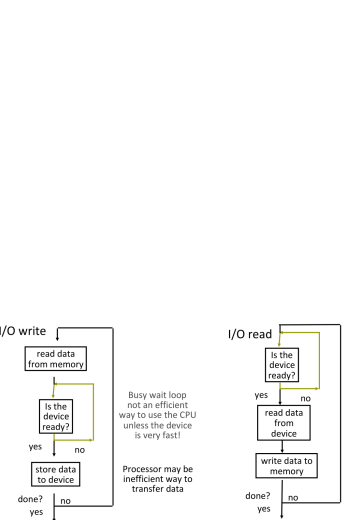 I/O write
read data
from memory
Is the
device
ready?
yes
no
store data
to device
done?
no
yes
Busy wait loop
not an efficient
way to use the CPU
unless the device
is very fast!
Processor may be
inefficient way to
transfer data
I/O read
Is the
device
ready?
yes
no
read data
from
device
write data to
memory
done?
no
yes